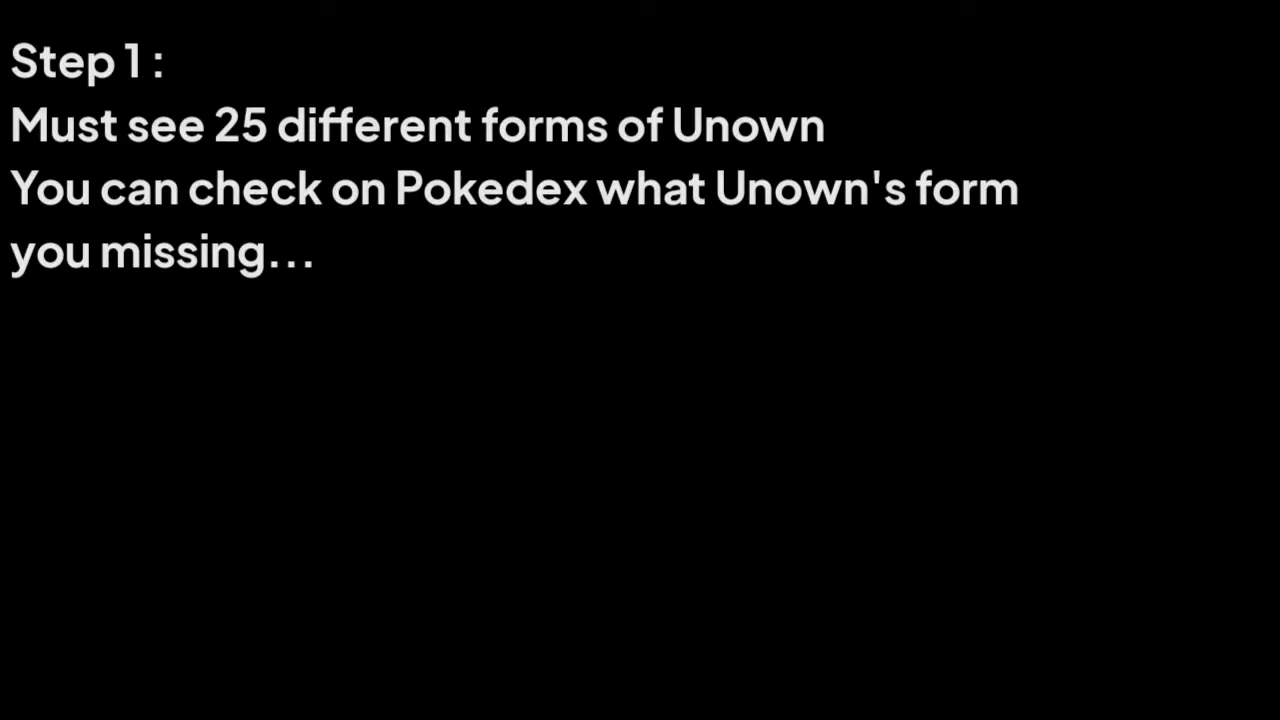 Step 1 :
Must see 25 different forms of Unown
You can check on Pokedex what Unown's form
you missing...